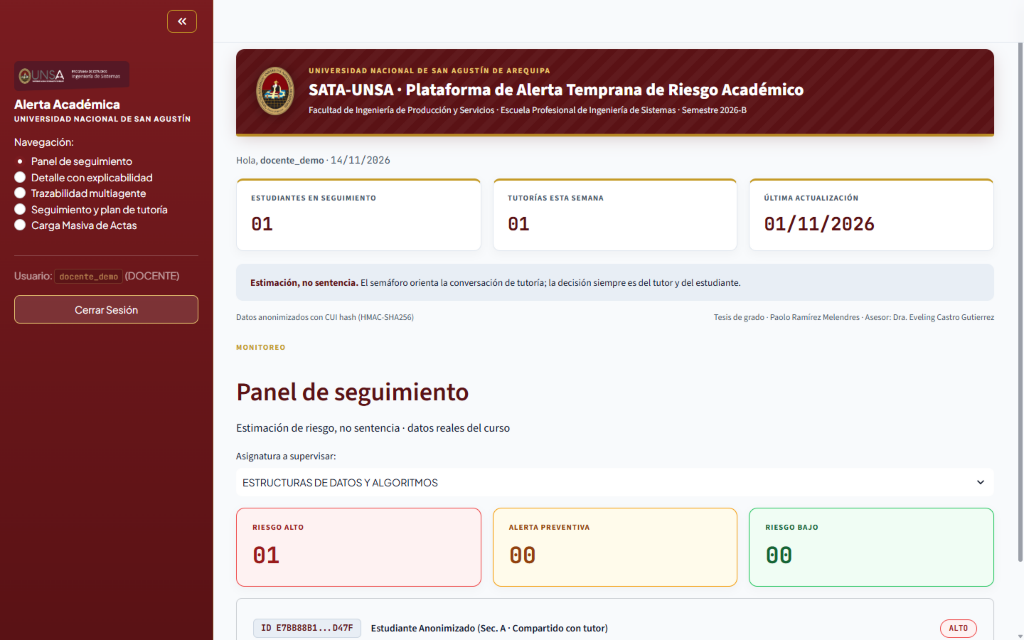 «
UNSA
Alerta Académica
UNIVERSIDAD NACIONAL DE SAN AGUSTÍN
Navegación:
Panel de seguimiento
Detalle con explicabilidad
Trazabilidad multiagente
Seguimiento y plan de tutoría
Carga Masiva de Actas
Usuario: docente_demo (DOCENTE)
Cerrar Sesión
UNIVERSIDAD NACIONAL DE SAN AGUSTÍN DE AREQUIPA
SATA-UNSA · Plataforma de Alerta Temprana de Riesgo Académico
Facultad de Ingeniería de Producción y Servicios · Escuela Profesional de Ingeniería de Sistemas · Semestre 2026-B
Hola, docente_demo · 14/11/2026
ESTUDIANTES EN SEGUIMIENTO
01
TUTORÍAS ESTA SEMANA
01
ÚLTIMA ACTUALIZACIÓN
01/11/2026
Estimación, no sentencia. El semáforo orienta la conversación de tutoría; la decisión siempre es del tutor y del estudiante.
Datos anonimizados con CUI hash (HMAC-SHA256)
Tesis de grado · Paolo Ramírez Melendres · Asesor: Dra. Eveling Castro Gutierrez
MONITOREO
Panel de seguimiento
Estimación de riesgo, no sentencia · datos reales del curso
Asignatura a supervisar:
ESTRUCTURAS DE DATOS Y ALGORITMOS
RIESGO ALTO
01
ALERTA PREVENTIVA
00
RIESGO BAJO
00
ID E7BB88B1...D47F
Estudiante Anonimizado (Sec. A · Compartido con tutor)
ALTO